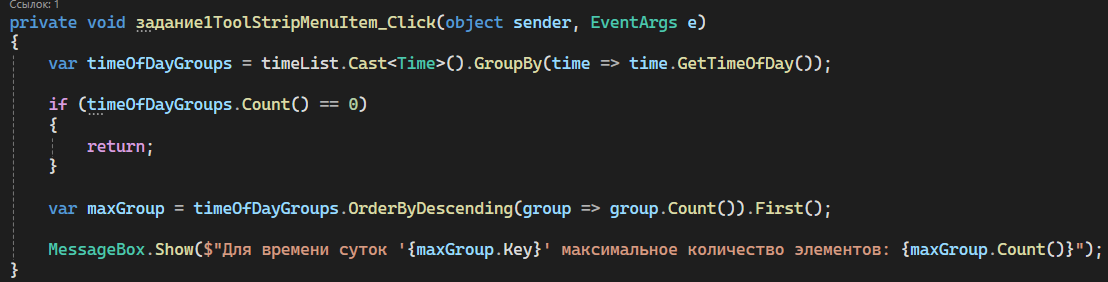 Ссылок: 1
private void задание1ToolStripMenuItem_Click(object sender, EventArgs e)
{
    var timeOfDayGroups = timeList.Cast<Time>().GroupBy(time => time.GetTimeOfDay());
    if (timeOfDayGroups.Count() == 0)
    {
        return;
    }
    var maxGroup = timeOfDayGroups.OrderByDescending(group => group.Count()).First();
    MessageBox.Show($"Для времени суток '{maxGroup.Key}' максимальное количество элементов: {maxGroup.Count()}");
}